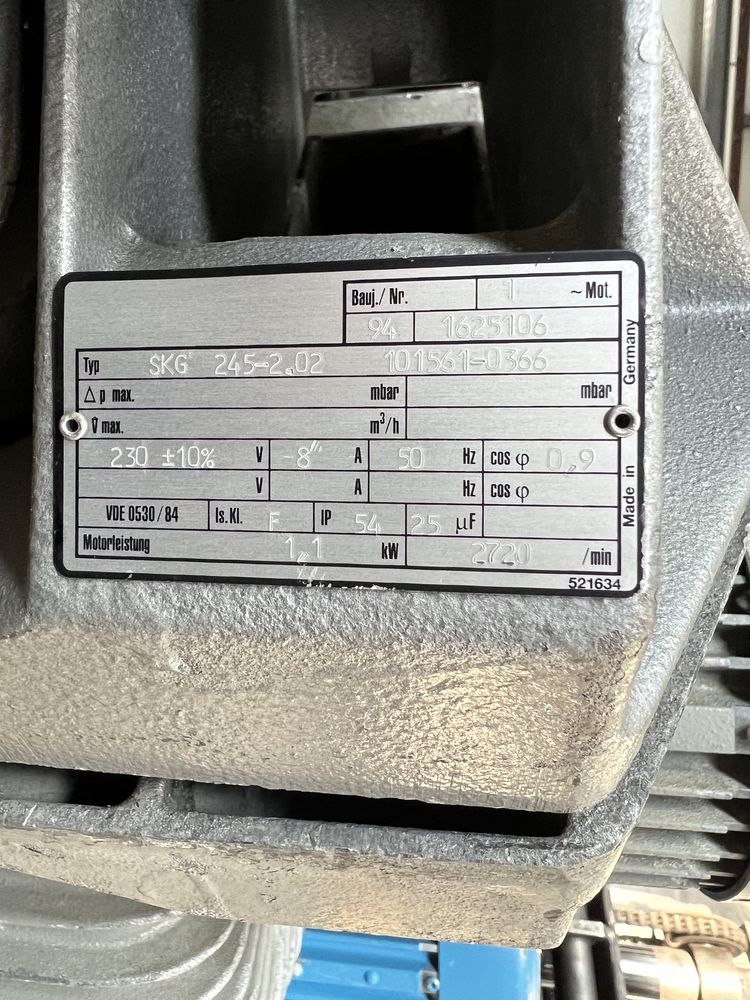 Bauj./ Nr. 1 ~ Mot.
94 1625106
Typ SKG 245-2.02 101561-0366
Δ p max. mbar mbar
V̇ max. m³/h
230 ±10% V -8" A 50 Hz cos φ 0,9
V A Hz cos φ
VDE 0530/84 Is. Kl. F IP 54 25 μF
Motorleistung 1,1 kW 2720 /min
521634
Made in Germany